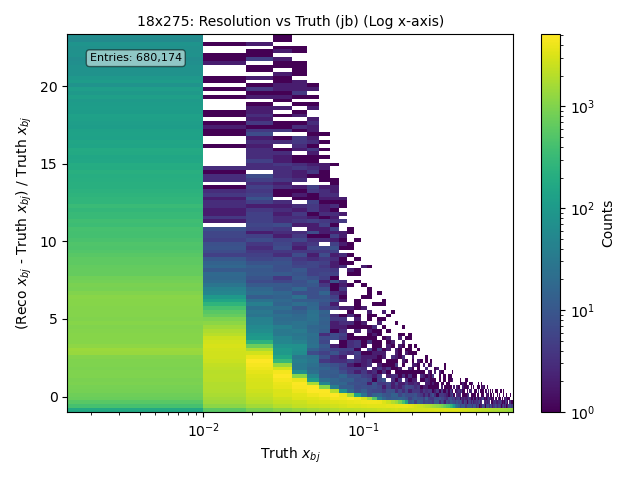 18x275: Resolution vs Truth (jb) (Log x-axis)
Entries: 680,174
(Reco x_bj - Truth x_bj) / Truth x_bj
20
15
10
5
0
10^-2
10^-1
Truth x_bj
10^3
10^2
10^1
10^0
Counts